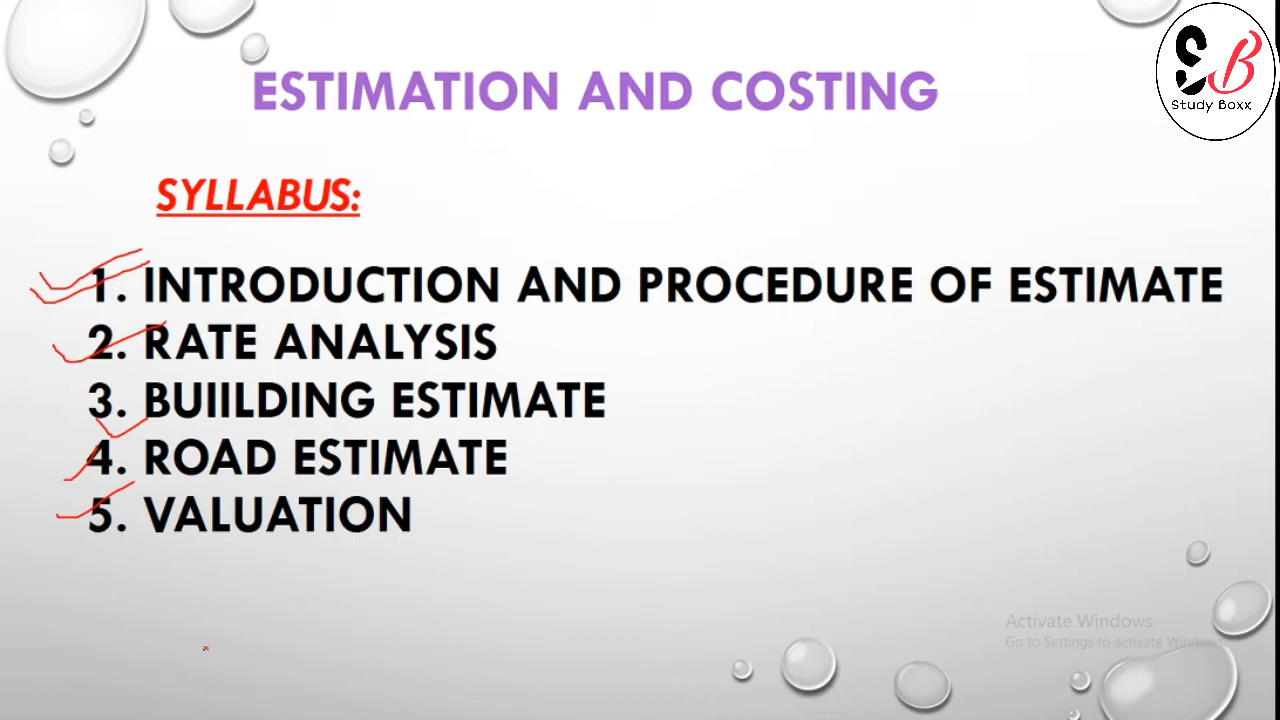 ESTIMATION AND COSTING
SB
Study Boxx
SYLLABUS:
1. INTRODUCTION AND PROCEDURE OF ESTIMATE
2. RATE ANALYSIS
3. BUIILDING ESTIMATE
4. ROAD ESTIMATE
5. VALUATION
Activate Windows
Go to Settings to activate Windows.